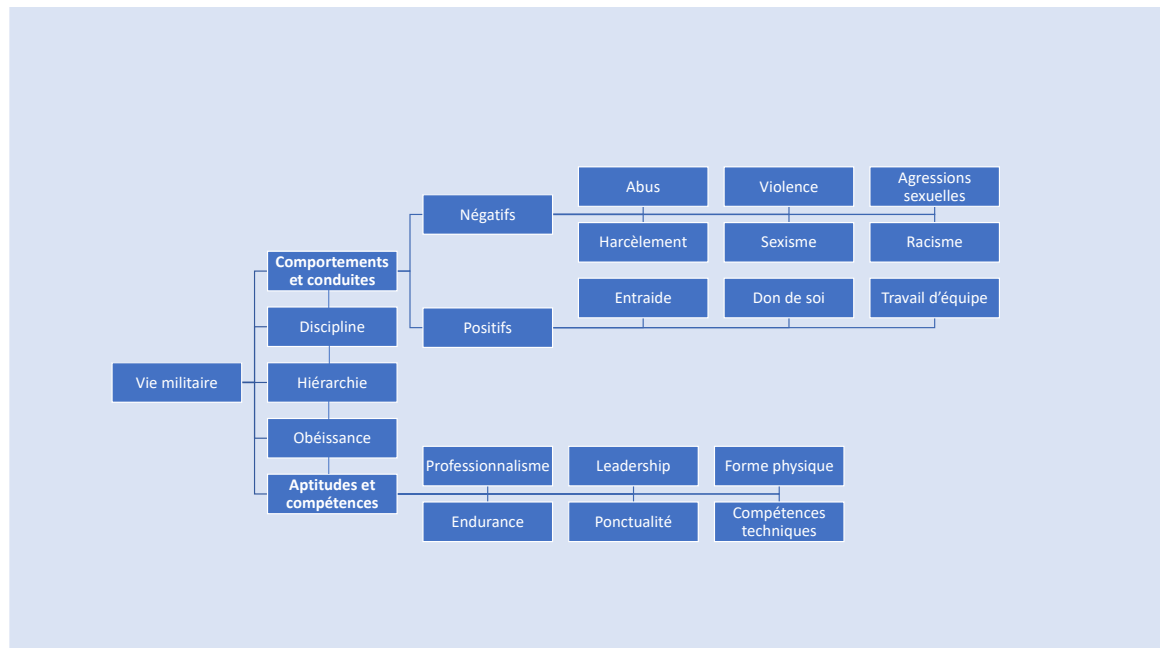 Abus
Violence
Agressions
sexuelles
Négatifs
Harcèlement
Sexisme
Racisme
Comportements
et conduites
Entraide
Don de soi
Travail d'équipe
Discipline
Positifs
Vie militaire
Hiérarchie
Obéissance
Professionnalisme
Leadership
Forme physique
Aptitudes et
compétences
Endurance
Ponctualité
Compétences
techniques